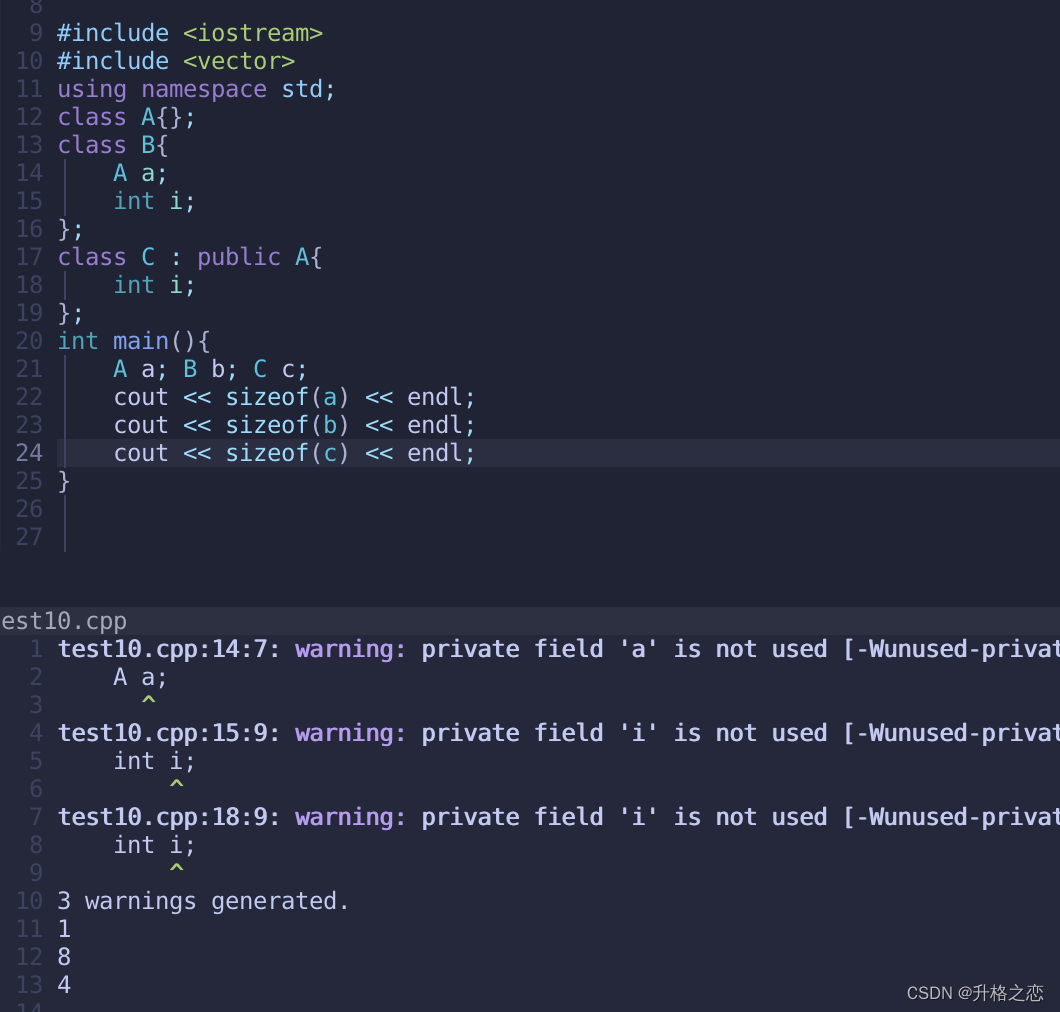 8
9 #include <iostream>
10 #include <vector>
11 using namespace std;
12 class A{};
13 class B{
14     A a;
15     int i;
16 };
17 class C : public A{
18     int i;
19 };
20 int main(){
21     A a; B b; C c;
22     cout << sizeof(a) << endl;
23     cout << sizeof(b) << endl;
24     cout << sizeof(c) << endl;
25 }
26
27
est10.cpp
1 test10.cpp:14:7: warning: private field 'a' is not used [-Wunused-privat
2     A a;
3       ^
4 test10.cpp:15:9: warning: private field 'i' is not used [-Wunused-privat
5     int i;
6         ^
7 test10.cpp:18:9: warning: private field 'i' is not used [-Wunused-privat
8     int i;
9         ^
10 3 warnings generated.
11 1
12 8
13 4
14
CSDN @升格之恋